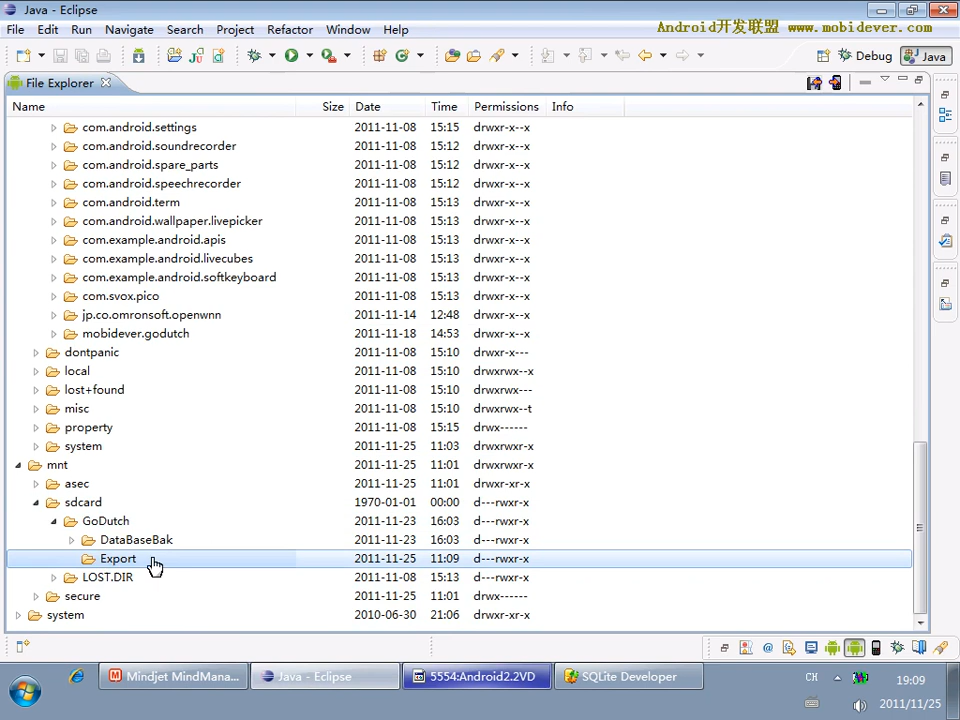 Java - Eclipse
File Edit Run Navigate Search Project Refactor Window Help
Android开发联盟 www.mobidever.com
Debug Java
File Explorer
Name Size Date Time Permissions Info
com.android.settings 2011-11-08 15:15 drwxr-x--x
com.android.soundrecorder 2011-11-08 15:12 drwxr-x--x
com.android.spare_parts 2011-11-08 15:12 drwxr-x--x
com.android.speechrecorder 2011-11-08 15:12 drwxr-x--x
com.android.term 2011-11-08 15:13 drwxr-x--x
com.android.wallpaper.livepicker 2011-11-08 15:13 drwxr-x--x
com.example.android.apis 2011-11-08 15:13 drwxr-x--x
com.example.android.livecubes 2011-11-08 15:13 drwxr-x--x
com.example.android.softkeyboard 2011-11-08 15:13 drwxr-x--x
com.svox.pico 2011-11-08 15:13 drwxr-x--x
jp.co.omronsoft.openwnn 2011-11-14 12:48 drwxr-x--x
mobidever.godutch 2011-11-18 14:53 drwxr-x--x
dontpanic 2011-11-08 15:10 drwxr-x---
local 2011-11-08 15:10 drwxrwx--x
lost+found 2011-11-08 15:10 drwxrwx---
misc 2011-11-08 15:10 drwxrwx--t
property 2011-11-08 15:15 drwx------
system 2011-11-25 11:03 drwxrwxr-x
mnt 2011-11-25 11:01 drwxrwxr-x
asec 2011-11-25 11:01 drwxr-xr-x
sdcard 1970-01-01 00:00 d---rwxr-x
GoDutch 2011-11-23 16:03 d---rwxr-x
DataBaseBak 2011-11-23 16:03 d---rwxr-x
Export 2011-11-25 11:09 d---rwxr-x
LOST.DIR 2011-11-08 15:13 d---rwxr-x
secure 2011-11-25 11:01 drwx------
system 2010-06-30 21:06 drwxr-xr-x
Mindjet MindMana... Java - Eclipse 5554:Android2.2VD SQLite Developer CH 19:09
2011/11/25